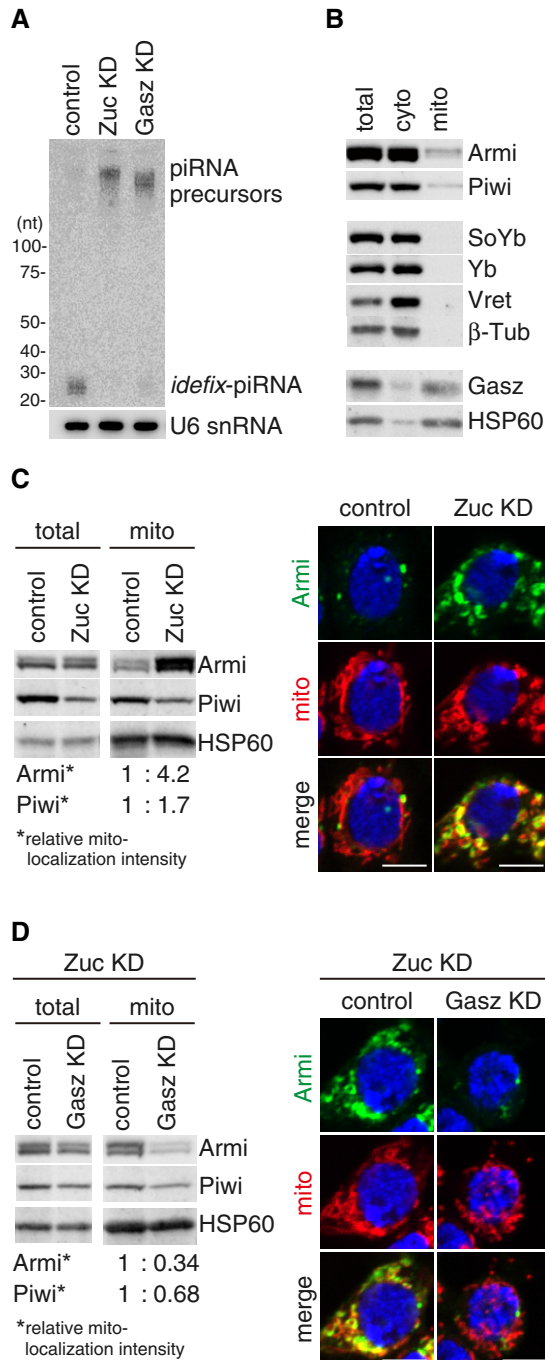 A
control
Zuc KD
Gasz KD
piRNA
precursors
(nt)
100-
75-
50-
40-
30-
20-
idefix-piRNA
U6 snRNA
B
total
cyto
mito
Armi
Piwi
SoYb
Yb
Vret
β-Tub
Gasz
HSP60
C
total mito
control
Zuc KD
control
Zuc KD
Armi
Piwi
HSP60
Armi* 1 : 4.2
Piwi* 1 : 1.7
*relative mito-
localization intensity
control Zuc KD
Armi
mito
merge
D
Zuc KD
total mito
control
Gasz KD
control
Gasz KD
Armi
Piwi
HSP60
Armi* 1 : 0.34
Piwi* 1 : 0.68
*relative mito-
localization intensity
Zuc KD
control Gasz KD
Armi
mito
merge